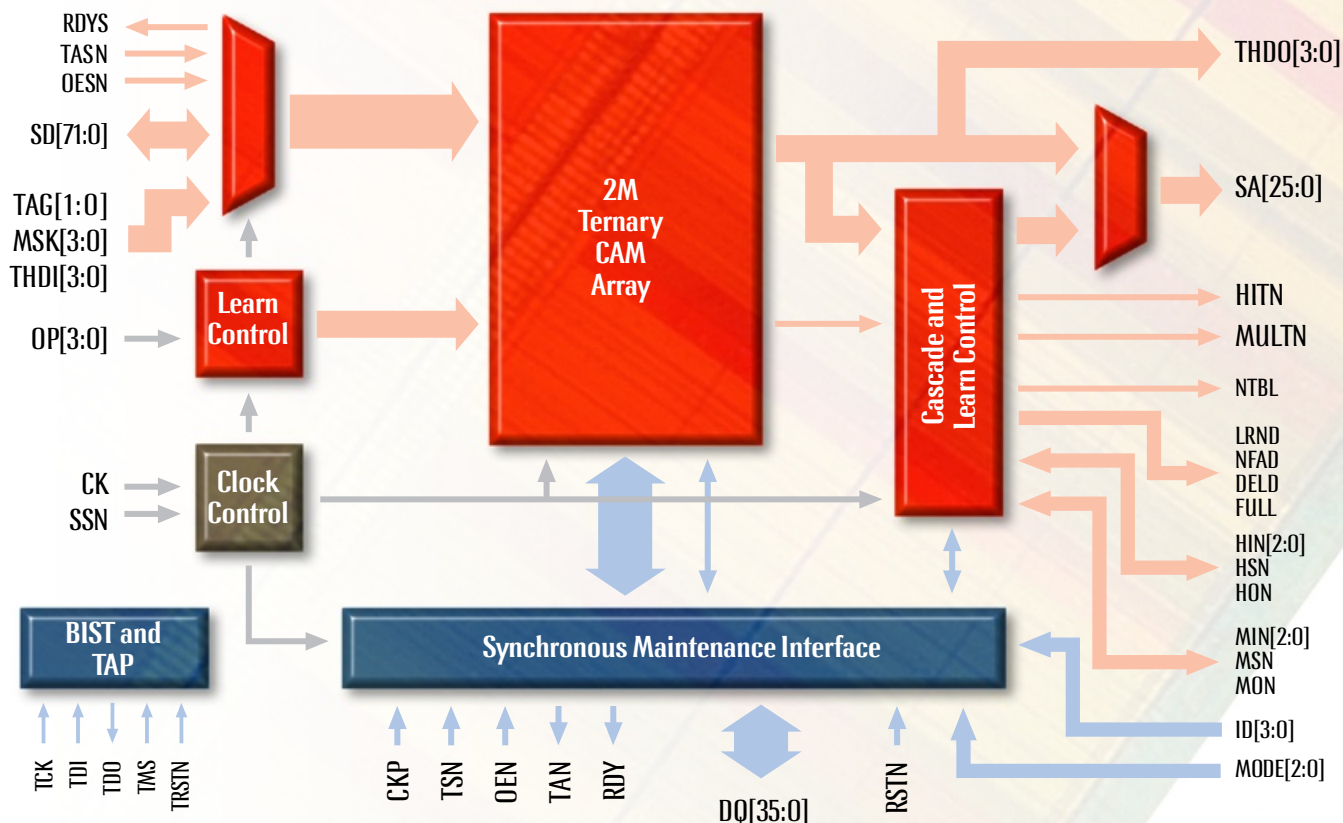 RDYS
TASN
OESN
SD[71:0]
TAG[1:0]
MSK[3:0]
THDI[3:0]
OP[3:0]
CK
SSN
Learn
Control
Clock
Control
2M
Ternary
CAM
Array
Cascade and
Learn Control
THDO[3:0]
SA[25:0]
HITN
MULTN
NTBL
LRND
NFAD
DELD
FULL
HIN[2:0]
HSN
HON
MIN[2:0]
MSN
MON
ID[3:0]
MODE[2:0]
BIST and
TAP
Synchronous Maintenance Interface
TCK
TDI
TDO
TMS
TRSTN
CKP
TSN
OEN
TAN
RDY
DQ[35:0]
RSTN